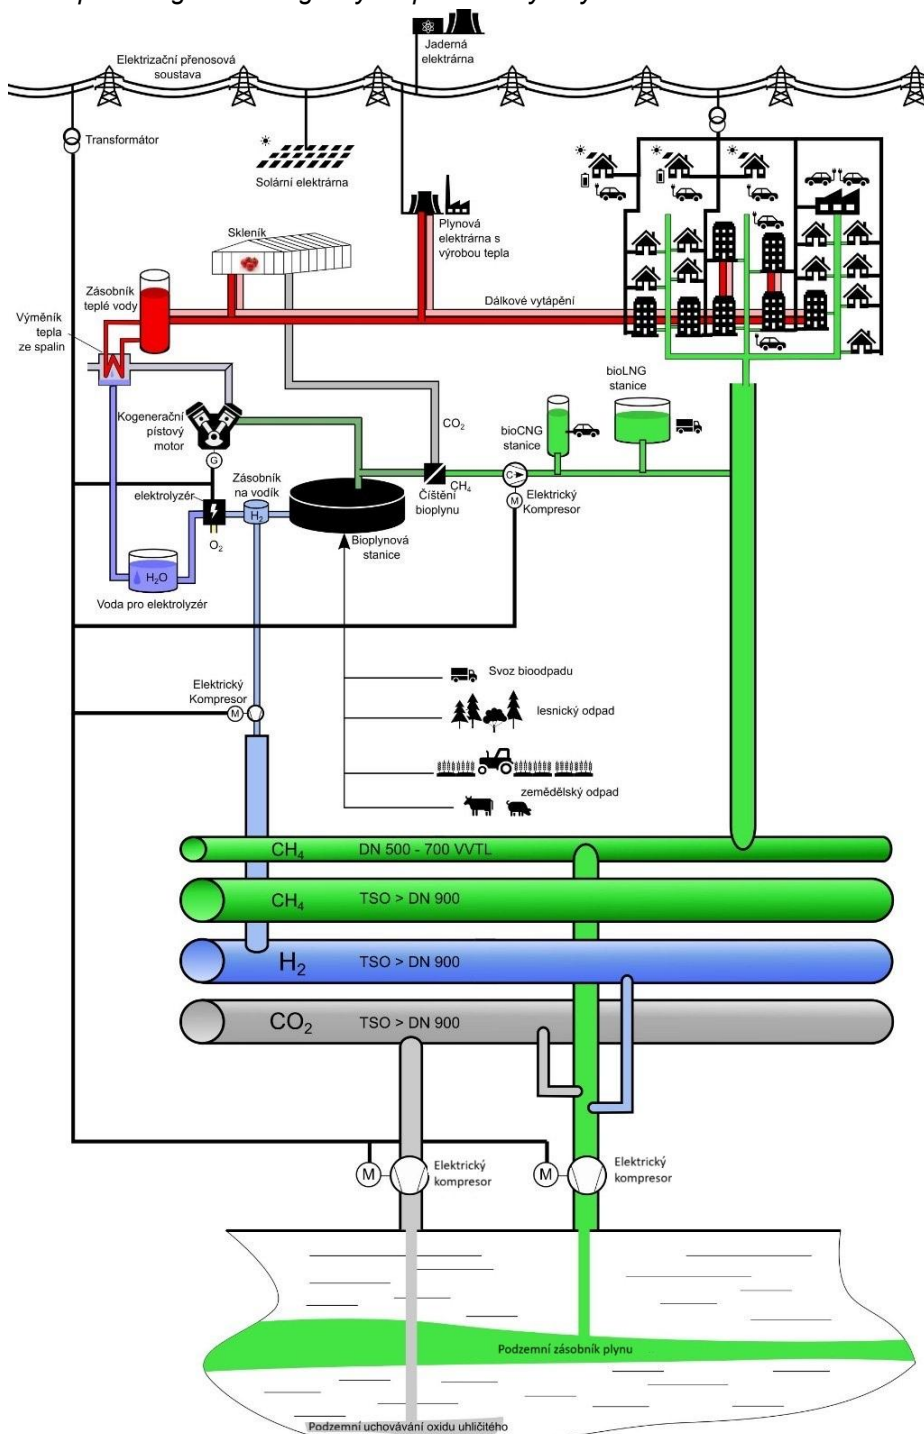 Jaderná
elektrárna
Elektrizační přenosová
soustava
Transformátor
Solární elektrárna
Plynová
elektrárna s
výrobou tepla
Skleník
Zásobník
teplé vody
Dálkové vytápění
Výměník
tepla
ze spalin
bioLNG
stanice
Kogenerační
pístový
motor
CO2
bioCNG
stanice
G
Zásobník
na vodík
CH4
C
elektrolyzér
Čištění
bioplynu
M
Elektrický
Kompresor
H2
O2
Bioplynová
stanice
H2O
Voda pro elektrolyzér
Svoz bioodpadu
Elektrický
Kompresor
M
lesnický odpad
zemědělský odpad
CH4 DN 500 - 700 VVTL
CH4 TSO > DN 900
H2 TSO > DN 900
CO2 TSO > DN 900
M
Elektrický
kompresor
M
Elektrický
kompresor
Podzemní zásobník plynu
Podzemní uchovávání oxidu uhličitého